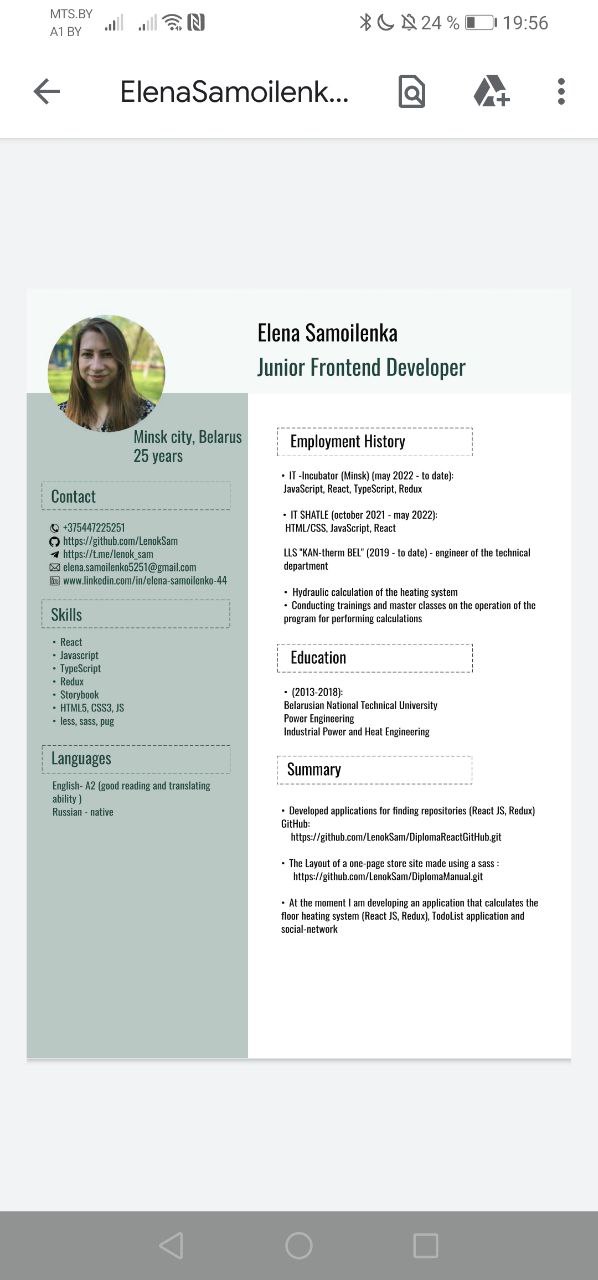 MTS.BY
A1 BY
24 % 19:56
ElenaSamoilenk...
Elena Samoilenka
Junior Frontend Developer
Minsk city, Belarus
25 years
Contact
+375447225251
https://github.com/LenokSam
https://t.me/lenok_sam
elena.samoilenko5251@gmail.com
www.linkedin.com/in/elena-samoilenko-44
Skills
• React
• Javascript
• TypeScript
• Redux
• Storybook
• HTML5, CSS3, JS
• less, sass, pug
Languages
English- A2 (good reading and translating
ability )
Russian - native
Employment History
• IT -Incubator (Minsk) (may 2022 - to date):
JavaScript, React, TypeScript, Redux
• IT SHATLE (october 2021 - may 2022):
HTML/CSS, JavaScript, React
LLS "KAN-therm BEL" (2019 - to date) - engineer of the technical
department
• Hydraulic calculation of the heating system
• Conducting trainings and master classes on the operation of the
program for performing calculations
Education
• (2013-2018):
Belarusian National Technical University
Power Engineering
Industrial Power and Heat Engineering
Summary
• Developed applications for finding repositories (React JS, Redux)
GitHub:
https://github.com/LenokSam/DiplomaReactGitHub.git
• The Layout of a one-page store site made using a sass :
https://github.com/LenokSam/DiplomaManual.git
• At the moment I am developing an application that calculates the
floor heating system (React JS, Redux), TodoList application and
social-network